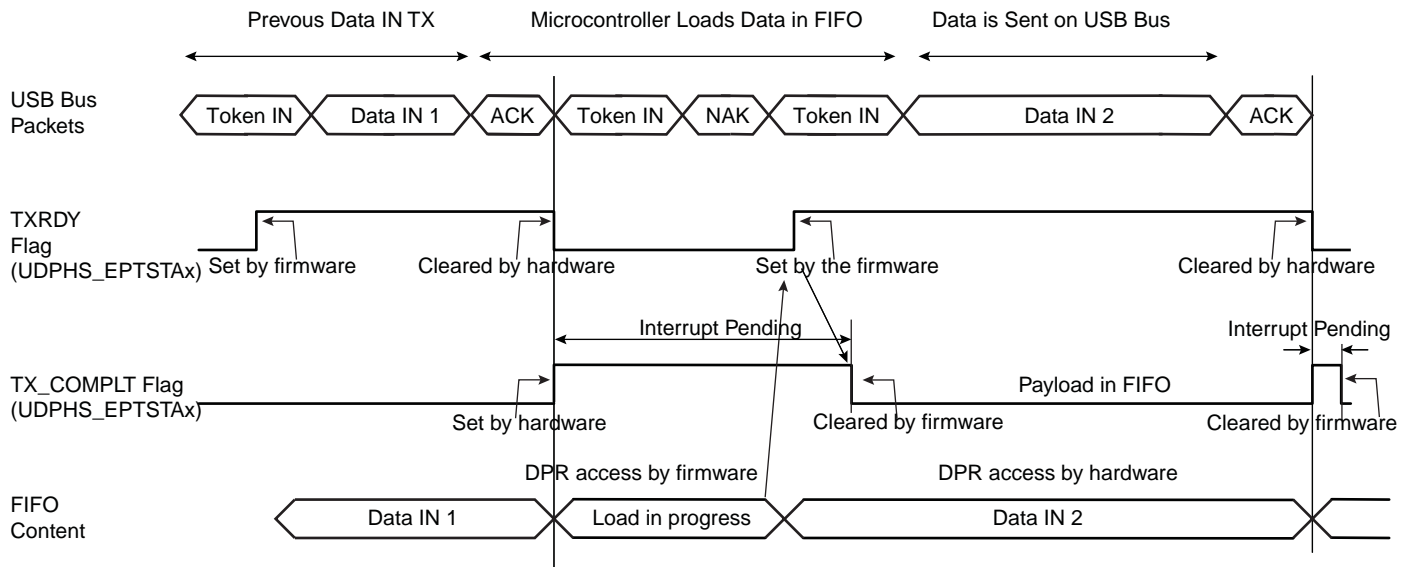 Prevous Data IN TX
Microcontroller Loads Data in FIFO
Data is Sent on USB Bus
USB Bus
Packets
Token IN
Data IN 1
ACK
Token IN
NAK
Token IN
Data IN 2
ACK
TXRDY
Flag
(UDPHS_EPTSTAx)
Set by firmware
Cleared by hardware
Set by the firmware
Cleared by hardware
Interrupt Pending
Interrupt Pending
TX_COMPLT Flag
(UDPHS_EPTSTAx)
Payload in FIFO
Set by hardware
Cleared by firmware
Cleared by firmware
DPR access by firmware
DPR access by hardware
FIFO
Content
Data IN 1
Load in progress
Data IN 2